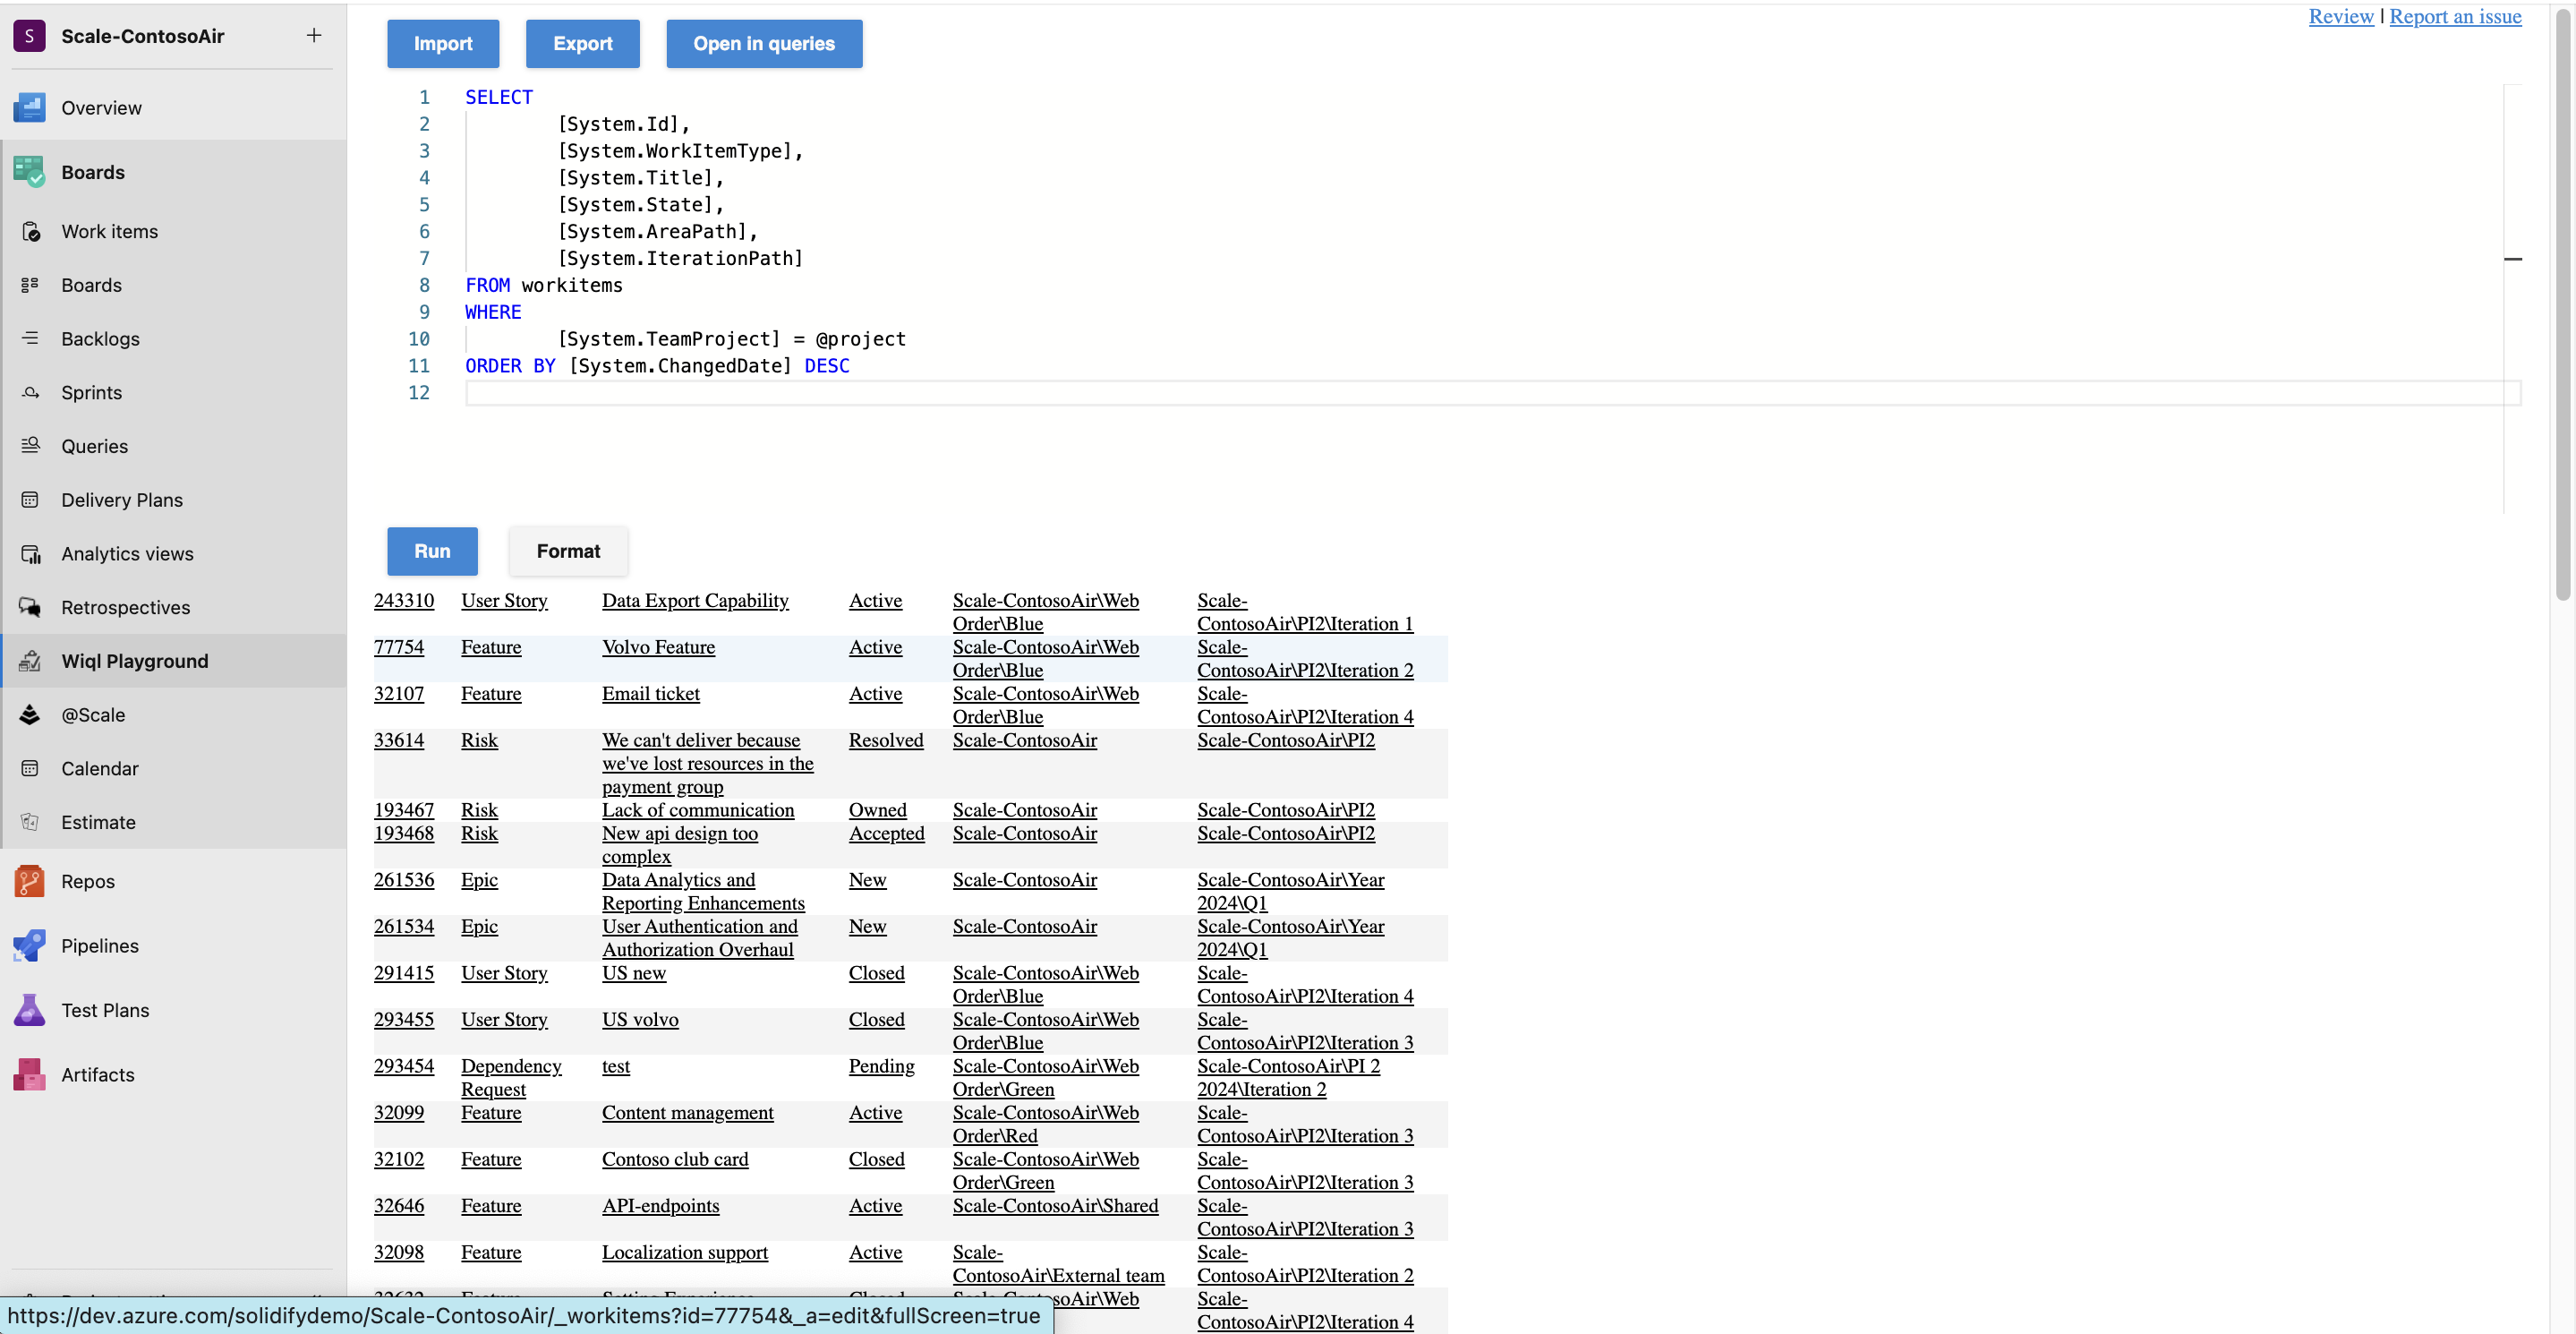 S Scale-ContosoAir +
Overview
Boards
Work items
Boards
Backlogs
Sprints
Queries
Delivery Plans
Analytics views
Retrospectives
Wiql Playground
@Scale
Calendar
Estimate
Repos
Pipelines
Test Plans
Artifacts
Review | Report an issue
Import Export Open in queries
1 SELECT
2 [System.Id],
3 [System.WorkItemType],
4 [System.Title],
5 [System.State],
6 [System.AreaPath],
7 [System.IterationPath]
8 FROM workitems
9 WHERE
10 [System.TeamProject] = @project
11 ORDER BY [System.ChangedDate] DESC
12
Run Format
243310 User Story Data Export Capability Active Scale-ContosoAir\Web Scale-
Order\Blue ContosoAir\PI2\Iteration 1
77754 Feature Volvo Feature Active Scale-ContosoAir\Web Scale-
Order\Blue ContosoAir\PI2\Iteration 2
32107 Feature Email ticket Active Scale-ContosoAir\Web Scale-
Order\Blue ContosoAir\PI2\Iteration 4
33614 Risk We can't deliver because Resolved Scale-ContosoAir Scale-ContosoAir\PI2
we've lost resources in the
payment group
193467 Risk Lack of communication Owned Scale-ContosoAir Scale-ContosoAir\PI2
193468 Risk New api design too Accepted Scale-ContosoAir Scale-ContosoAir\PI2
complex
261536 Epic Data Analytics and New Scale-ContosoAir Scale-ContosoAir\Year
Reporting Enhancements 2024\Q1
261534 Epic User Authentication and New Scale-ContosoAir Scale-ContosoAir\Year
Authorization Overhaul 2024\Q1
291415 User Story US new Closed Scale-ContosoAir\Web Scale-
Order\Blue ContosoAir\PI2\Iteration 4
293455 User Story US volvo Closed Scale-ContosoAir\Web Scale-
Order\Blue ContosoAir\PI2\Iteration 3
293454 Dependency test Pending Scale-ContosoAir\Web Scale-ContosoAir\PI 2
Request Order\Green 2024\Iteration 2
32099 Feature Content management Active Scale-ContosoAir\Web Scale-
Order\Red ContosoAir\PI2\Iteration 3
32102 Feature Contoso club card Closed Scale-ContosoAir\Web Scale-
Order\Green ContosoAir\PI2\Iteration 3
32646 Feature API-endpoints Active Scale-ContosoAir\Shared Scale-
ContosoAir\PI2\Iteration 3
32098 Feature Localization support Active Scale- Scale-
ContosoAir\External team ContosoAir\PI2\Iteration 2
Scale-
ContosoAir\PI2\Iteration 4
https://dev.azure.com/solidifydemo/Scale-ContosoAir/_workitems?id=77754&_a=edit&fullScreen=true